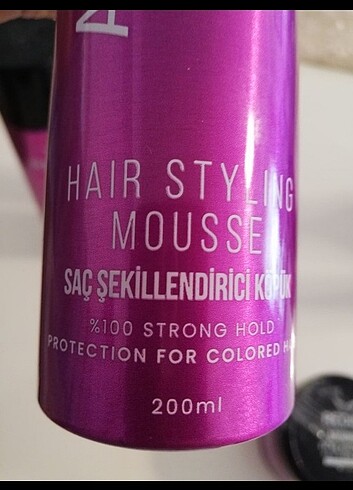 HAIR STYLING
MOUSSE
SAÇ ŞEKİLLENDİRİCİ KÖPÜK
%100 STRONG HOLD
PROTECTION FOR COLORED
200ml